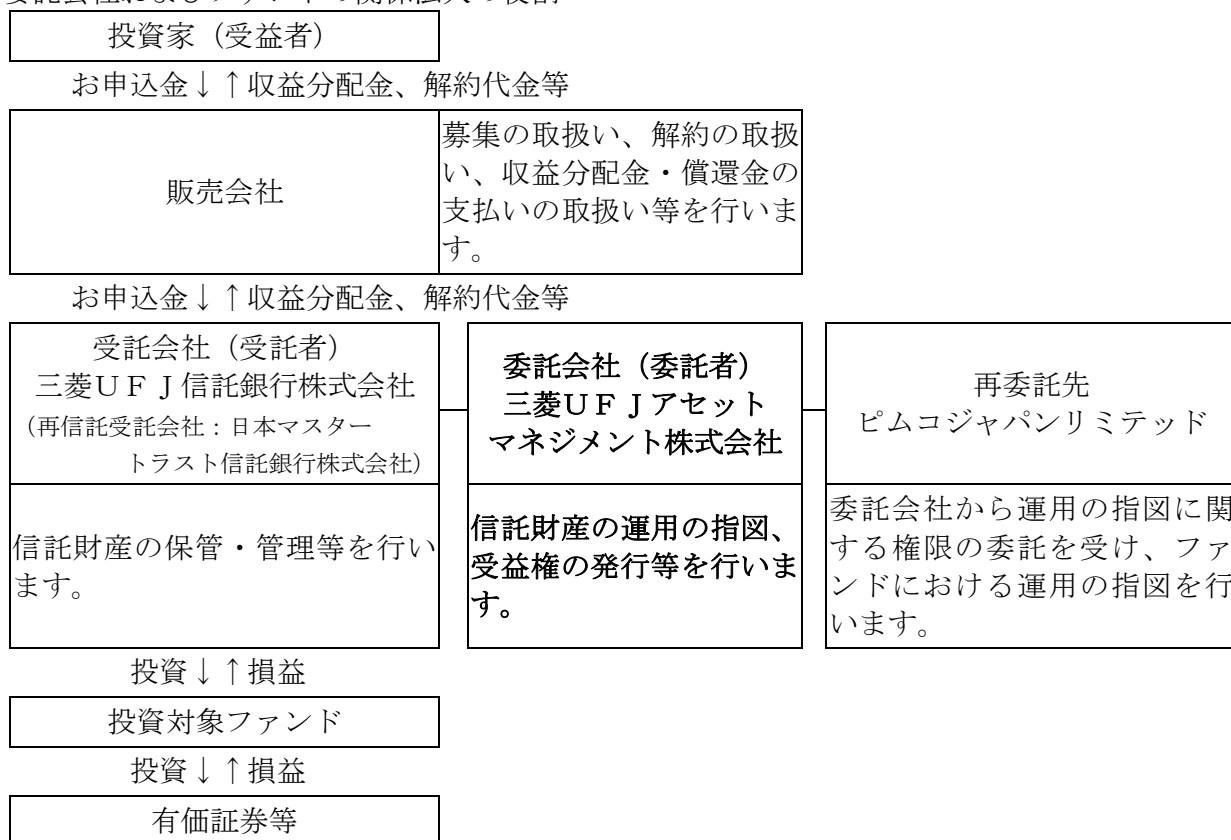 投資家（受益者）
お申込金↓↑収益分配金、解約代金等
販売会社
募集の取扱い、解約の取扱
い、収益分配金・償還金の
支払いの取扱い等を行いま
す。
お申込金↓↑収益分配金、解約代金等
受託会社（受託者）
三菱ＵＦＪ信託銀行株式会社
（再信託受託会社：日本マスター
トラスト信託銀行株式会社）
委託会社（委託者）
三菱ＵＦＪアセット
マネジメント株式会社
再委託先
ピムコジャパンリミテッド
信託財産の保管・管理等を行い
ます。
信託財産の運用の指図、
受益権の発行等を行いま
す。
委託会社から運用の指図に関
する権限の委託を受け、ファ
ンドにおける運用の指図を行
います。
投資↓↑損益
投資対象ファンド
投資↓↑損益
有価証券等